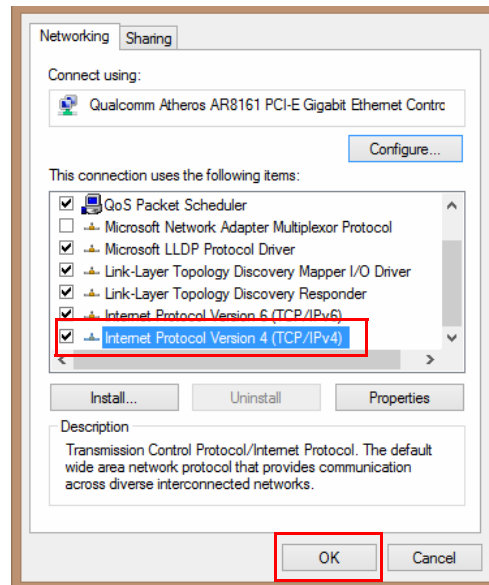 Networking Sharing
Connect using:
Qualcomm Atheros AR8161 PCI-E Gigabit Ethernet Contrc
Configure...
This connection uses the following items:
QoS Packet Scheduler
Microsoft Network Adapter Multiplexor Protocol
Microsoft LLDP Protocol Driver
Link-Layer Topology Discovery Mapper I/O Driver
Link-Layer Topology Discovery Responder
Internet Protocol Version 6 (TCP/IPv6)
Internet Protocol Version 4 (TCP/IPv4)
Install... Uninstall Properties
Description
Transmission Control Protocol/Internet Protocol. The default
wide area network protocol that provides communication
across diverse interconnected networks.
OK Cancel